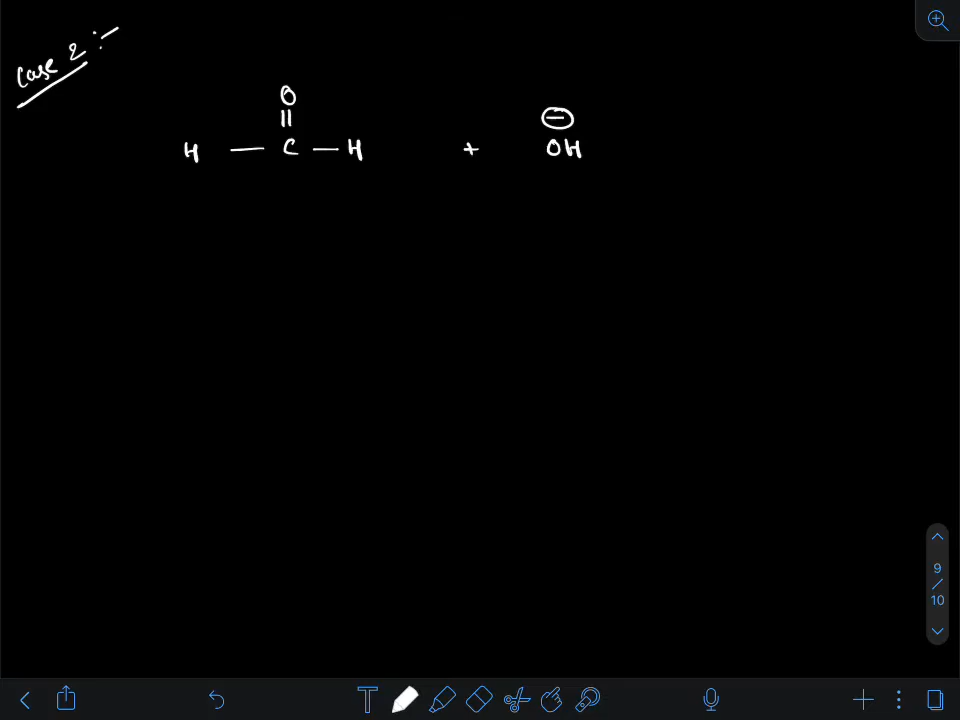 Case 2 :-
O
||
H — C — H + OH
⊖
9
/
10
T